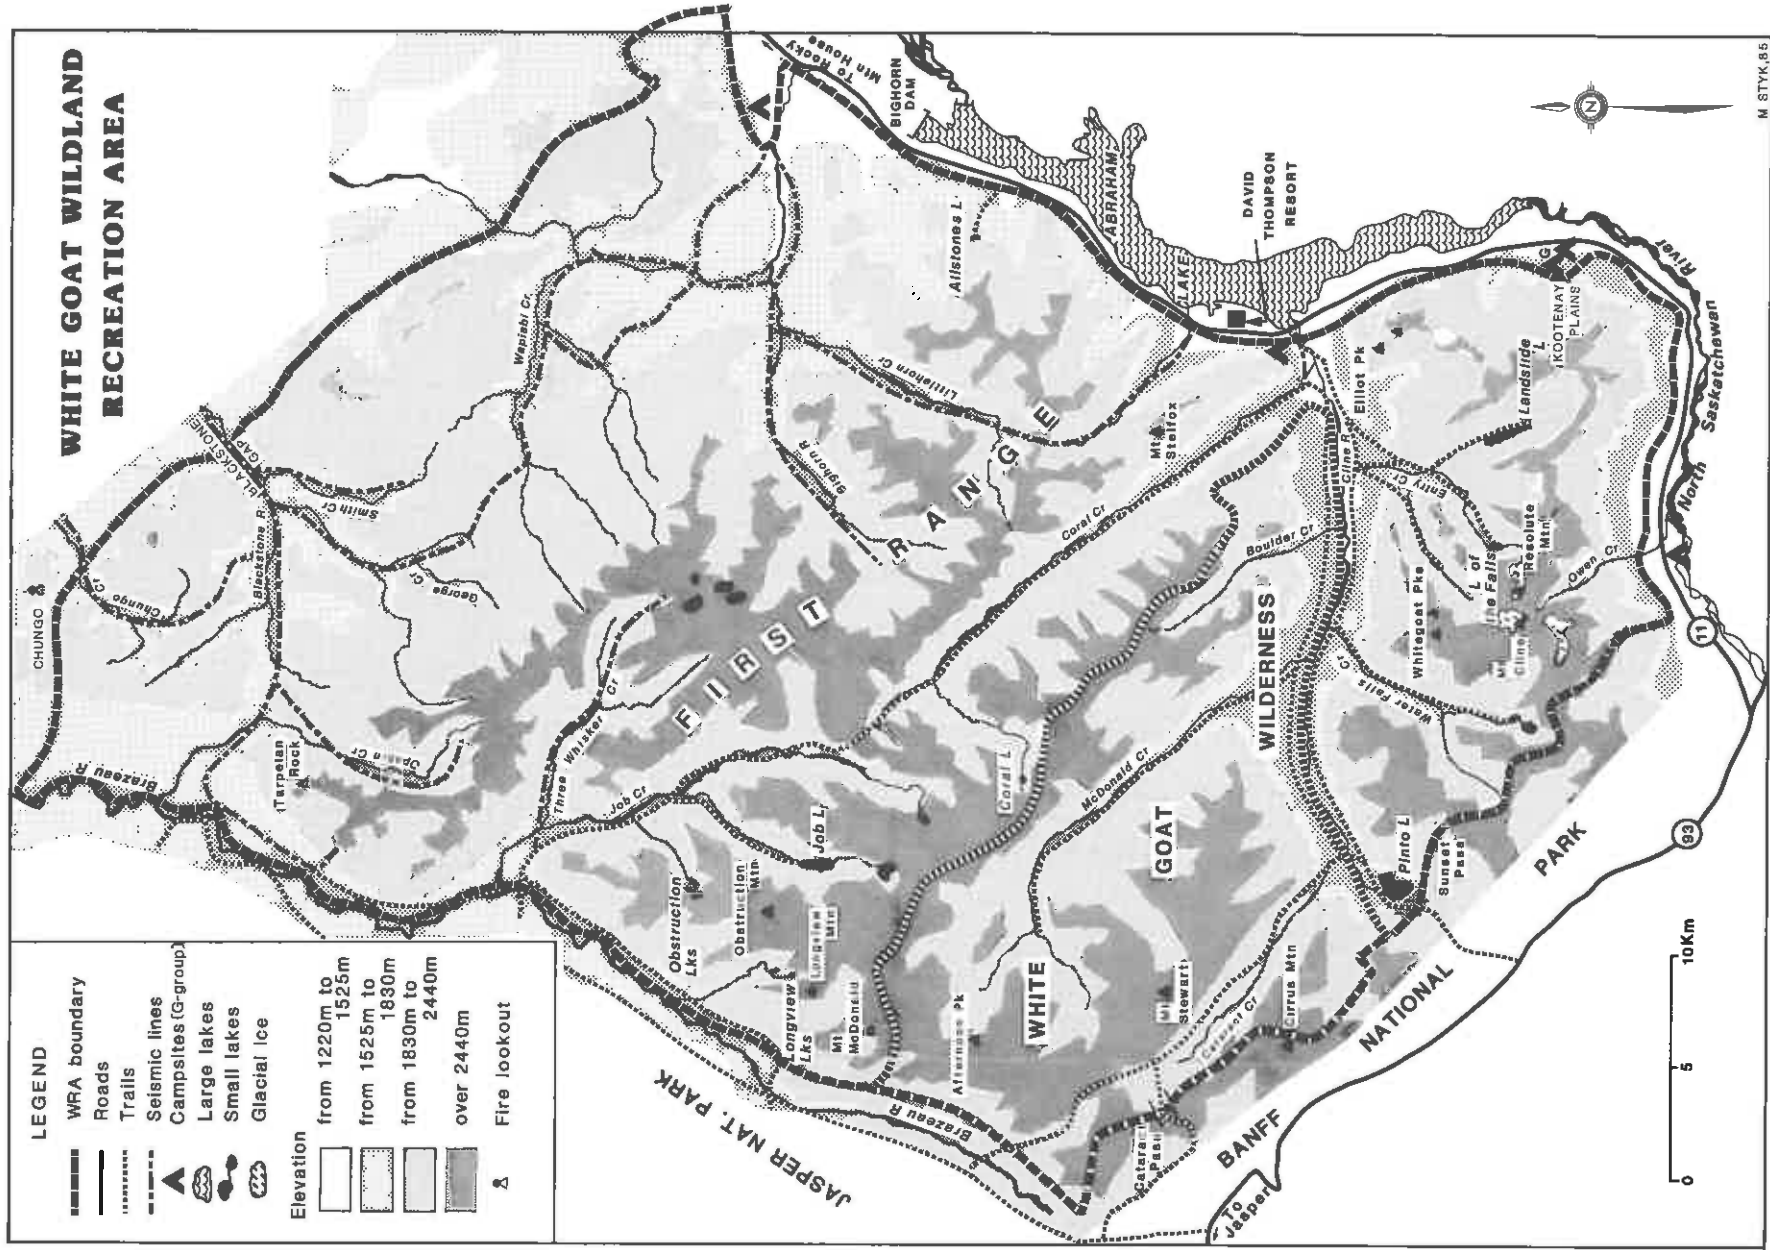 WHITE GOAT WILDLAND
RECREATION AREA
LEGEND
WRA boundary
Roads
Trails
Seismic lines
Campsites (G-group)
Large lakes
Small lakes
Glacial ice
Elevation
from 1220m to
1525m
from 1525m to
1830m
from 1830m to
2440m
over 2440m
Fire lookout
CHUNGO
Chungo Cr
BLACKSTONE
GAP
Blackstone R
Smith Cr
George Cr
Wapiabi Cr
Brazeau R
Tarpeian
Rock
Opabin Cr
Three Whisker Cr
Job Cr
Job L
Obstruction
Lks
Obstruction
Mtn
Longview
Lks
Longview
Mtn
Mt
McDonald
Afternoon Pk
Brazeau R
JASPER NAT. PARK
FIRST
RANGE
Bighorn R
Littlehorn Cr
Allstones L
To Rocky
Mtn House
BIGHORN
DAM
LAKE
ABRAHAM
DAVID
THOMPSON
RESORT
Mt
Stelfox
Coral Cr
Coral L
Boulder Cr
McDonald Cr
WHITE
GOAT
WILDERNESS
Cline R
Elliot Pk
Landslide
L
KOOTENAY
PLAINS
G
Entry Cr
L of
the Falls
Resolute
Mtn
Whitegoat Pks
Mt
Cline
Owen Cr
Water Falls Cr
Pinto L
Sunset
Pass
Mt
Stewart
Cataract Cr
Cirrus Mtn
Cataract
Pass
BANFF
NATIONAL
PARK
To
Jasper
93
11
North
Saskatchewan
River
N
0
5
10Km
M STYK,85